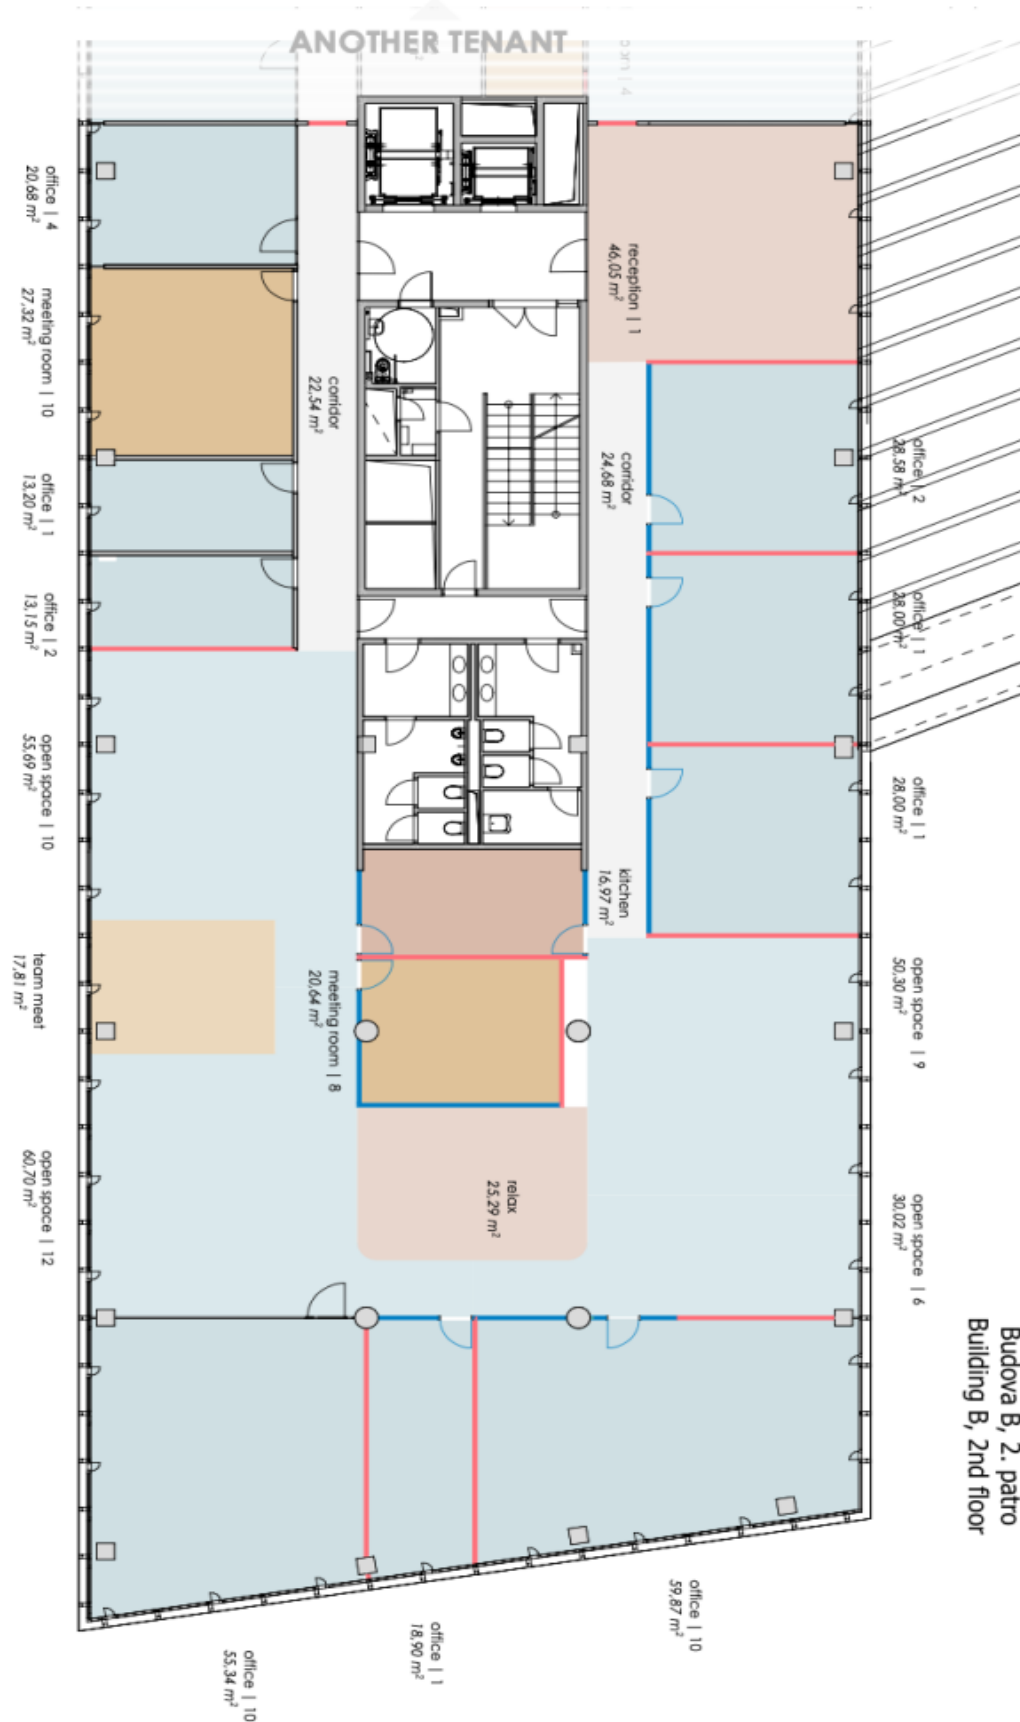 ANOTHER TENANT
office | 4
20,68 m²
meeting room | 10
27,32 m²
office | 1
13,20 m²
office | 2
13,15 m²
open space | 10
55,69 m²
team meet
17,81 m²
open space | 12
60,70 m²
corridor
22,54 m²
meeting room | 8
20,64 m²
relax
25,29 m²
reception | 1
46,05 m²
corridor
24,68 m²
kitchen
16,97 m²
office | 2
28,58 m²
office | 1
28,00 m²
office | 1
28,00 m²
open space | 9
50,30 m²
open space | 6
30,02 m²
office | 10
59,87 m²
office | 1
18,90 m²
office | 10
55,34 m²
Budova B, 2. patro
Building B, 2nd floor